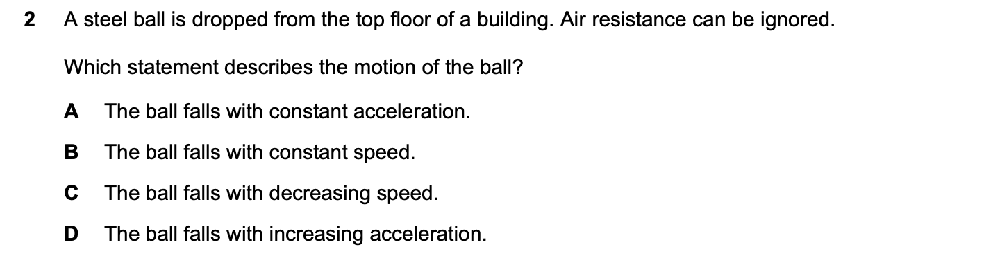 2 A steel ball is dropped from the top floor of a building. Air resistance can be ignored.
Which statement describes the motion of the ball?
A The ball falls with constant acceleration.
B The ball falls with constant speed.
C The ball falls with decreasing speed.
D The ball falls with increasing acceleration.